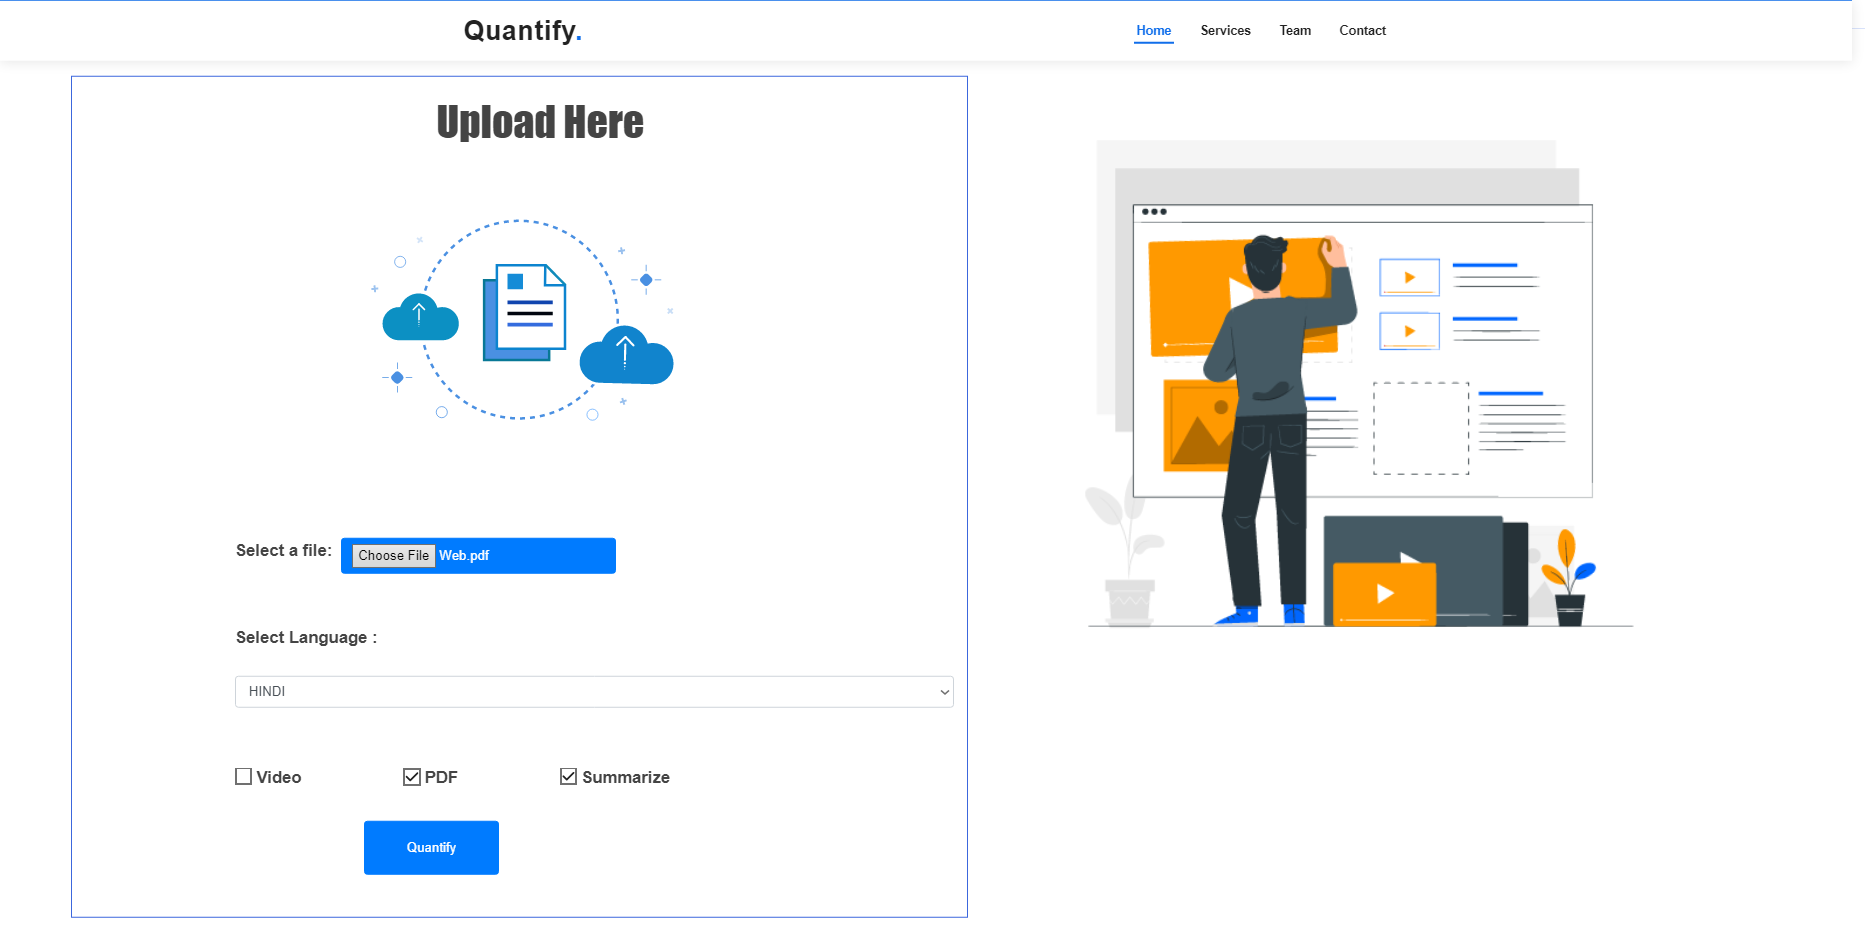 Quantify.
Home Services Team Contact
Upload Here
Select a file: Choose File Web.pdf
Select Language :
HINDI
Video PDF Summarize
Quantify